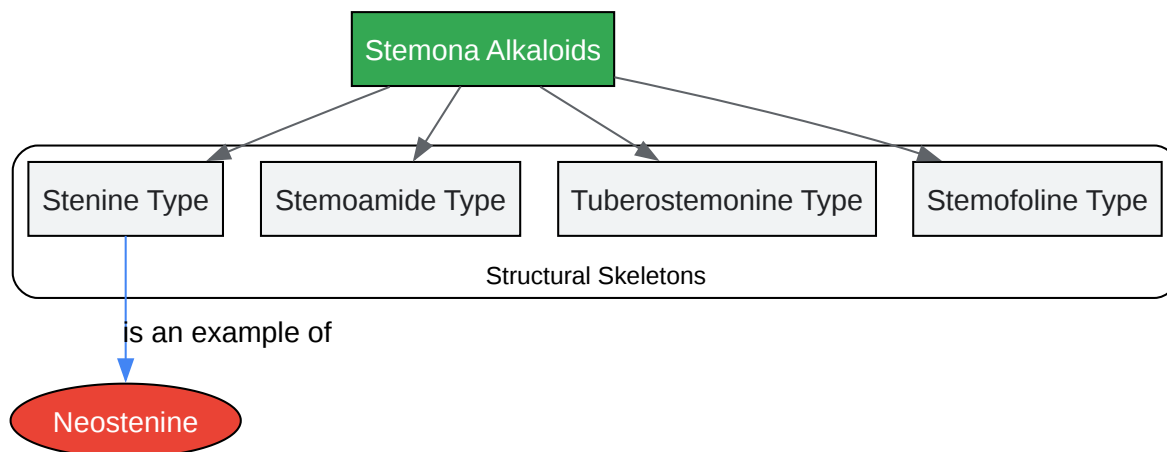 Stemona Alkaloids
Stenine Type
Stemoamide Type
Tuberostemonine Type
Stemofoline Type
Structural Skeletons
is an example of
Neostenine